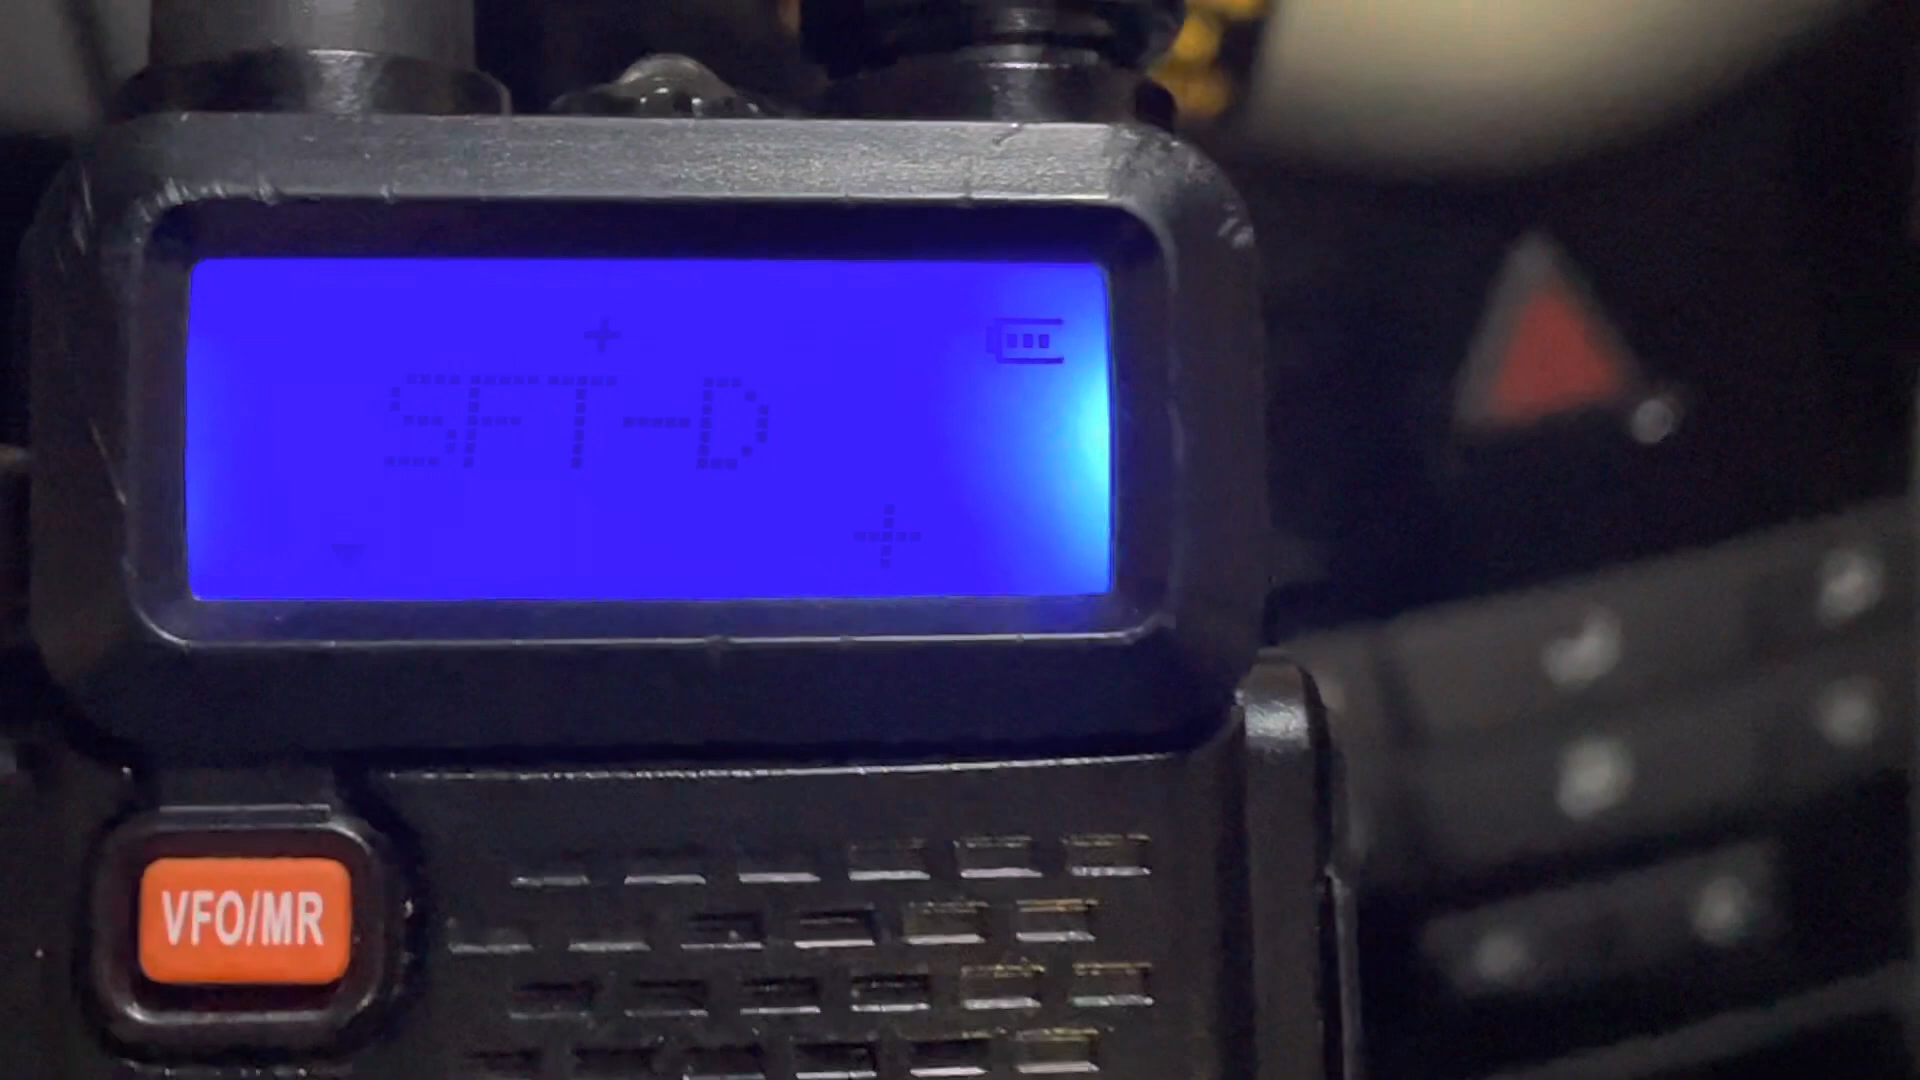 +
SFT-D
+
VFO/MR